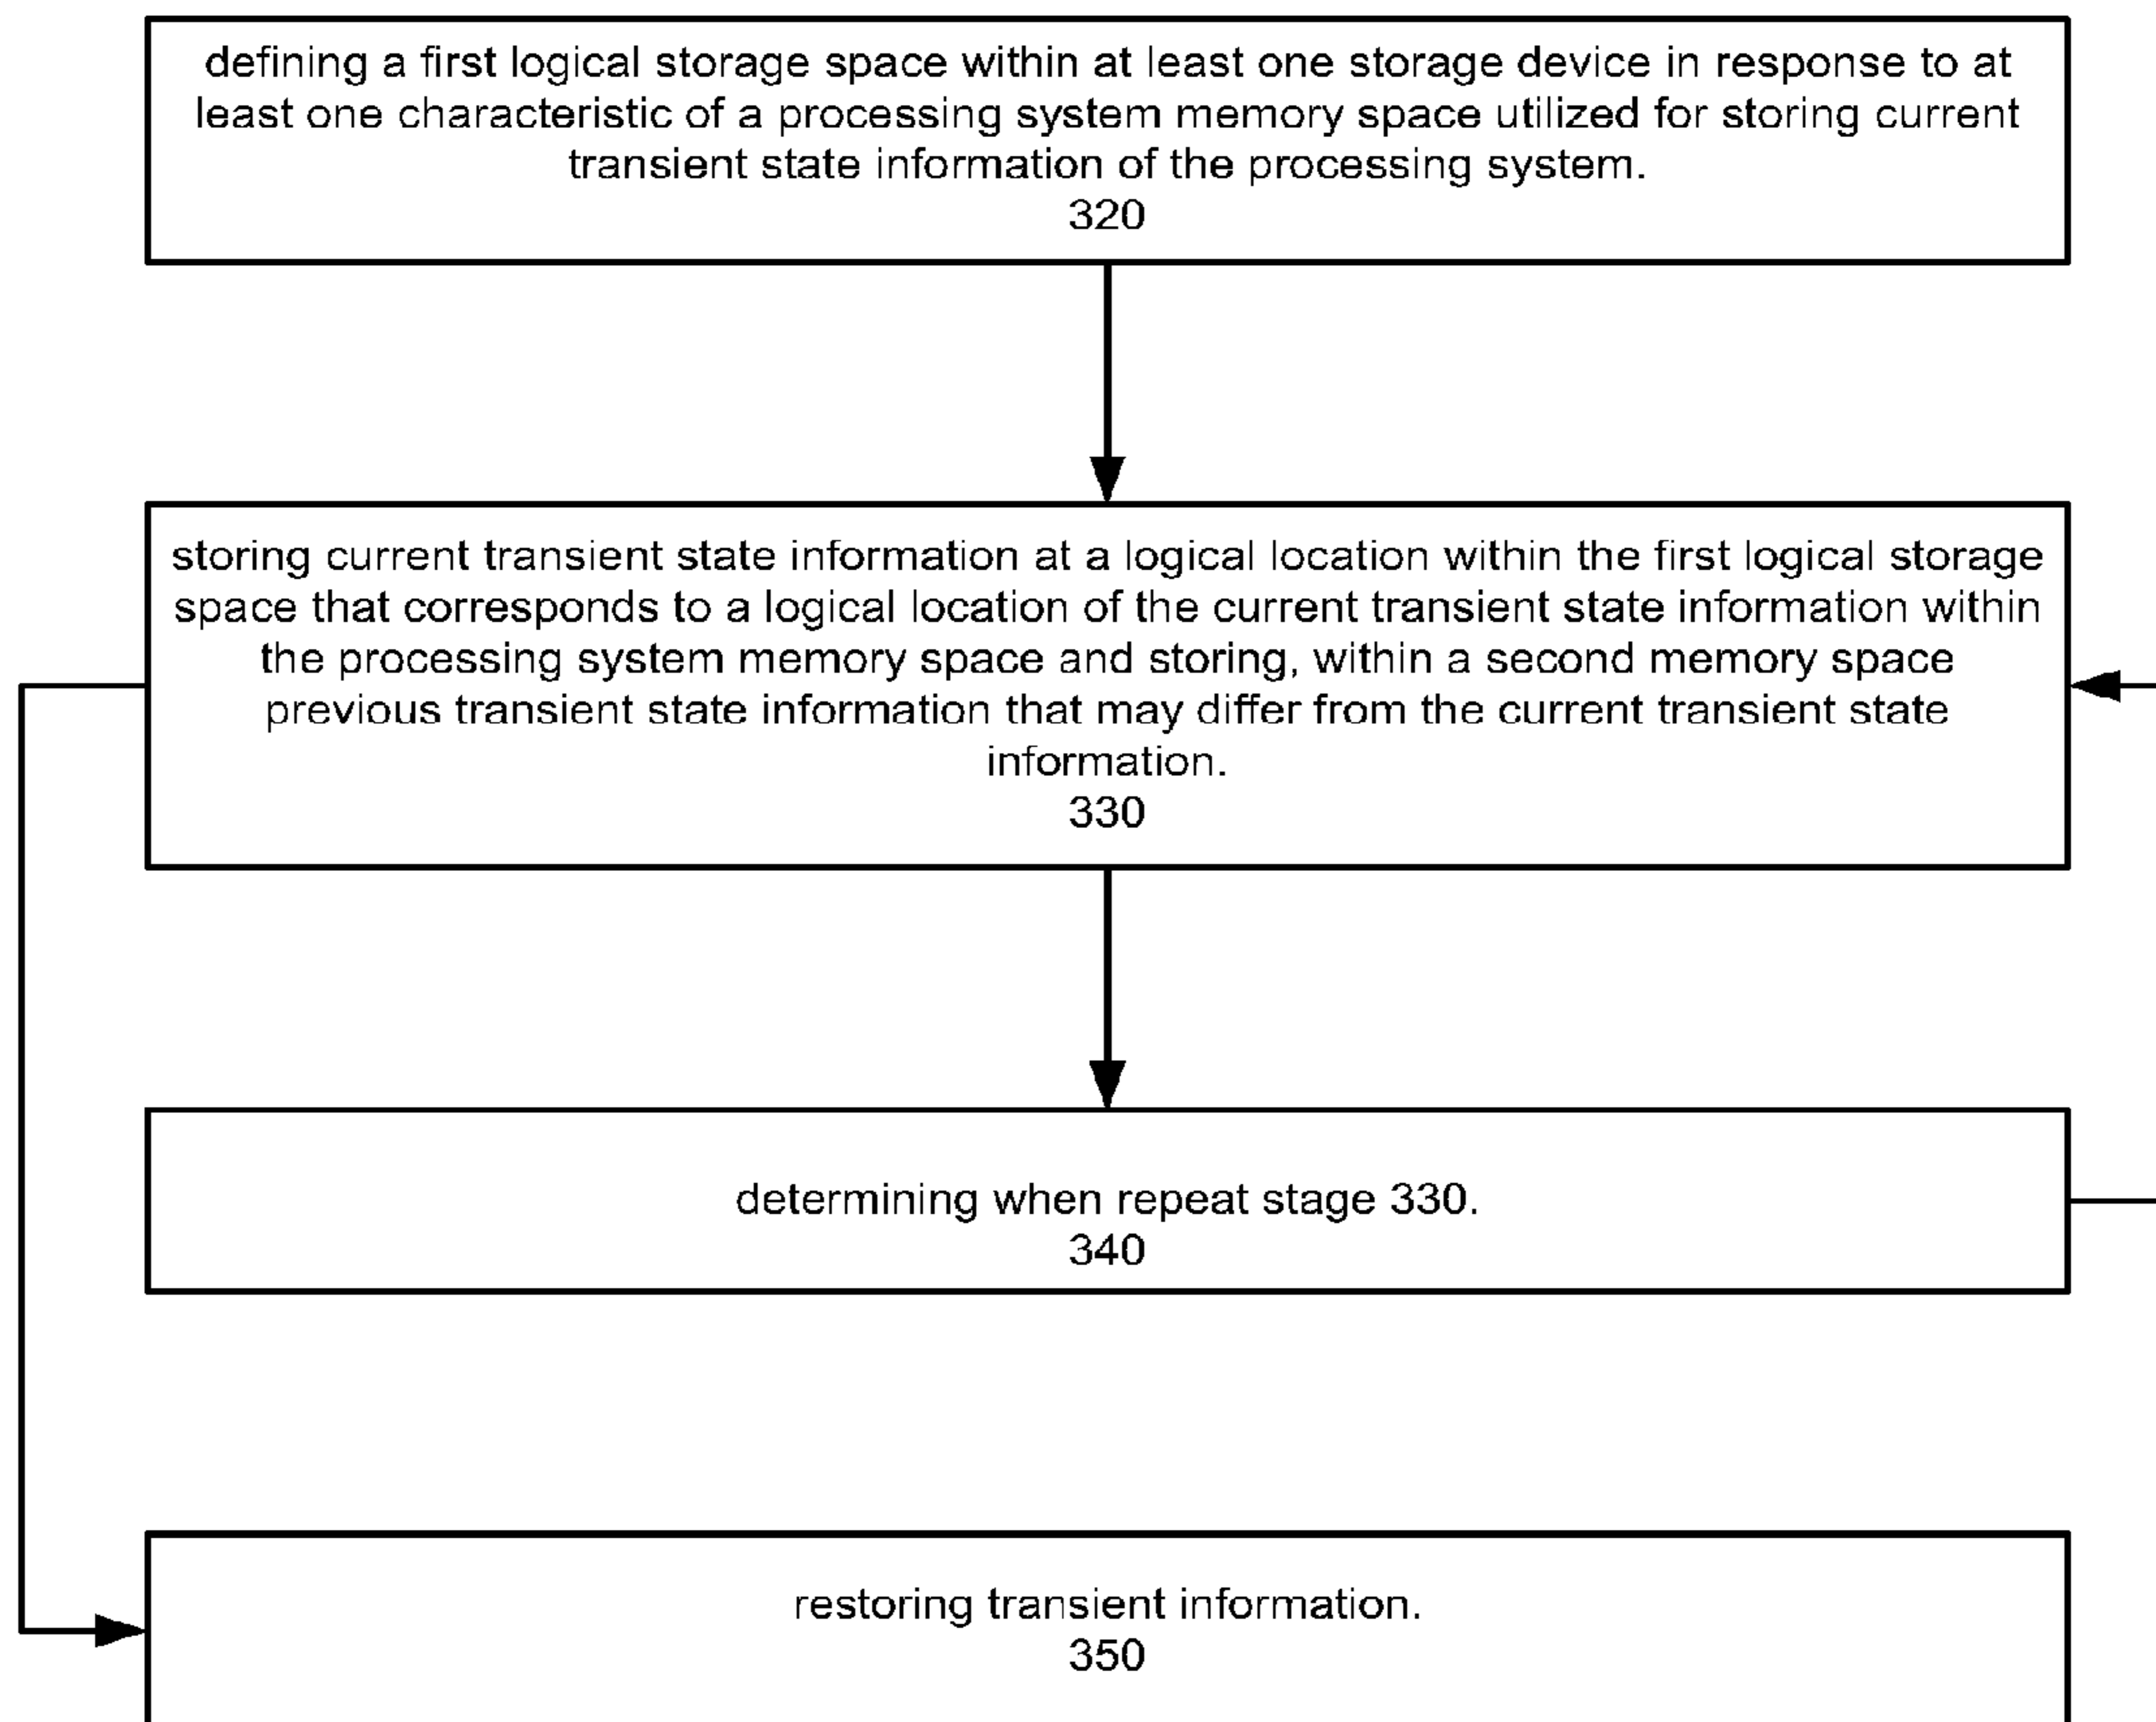 defining a first logical storage space within at least one storage device in response to at
least one characteristic of a processing system memory space utilized for storing current
transient state information of the processing system.
320
storing current transient state information at a logical location within the first logical storage
space that corresponds to a logical location of the current transient state information within
the processing system memory space and storing, within a second memory space
previous transient state information that may differ from the current transient state
information.
330
determining when repeat stage 330.
340
restoring transient information.
350